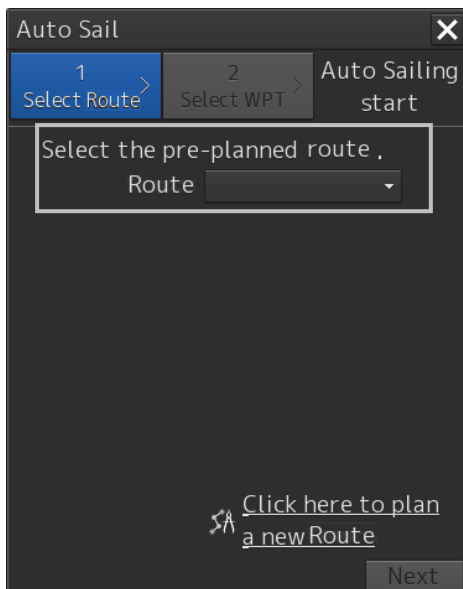 Auto Sail
1
Select Route
2
Select WPT
Auto Sailing
start
Select the pre-planned route.
Route
Click here to plan
a new Route
Next